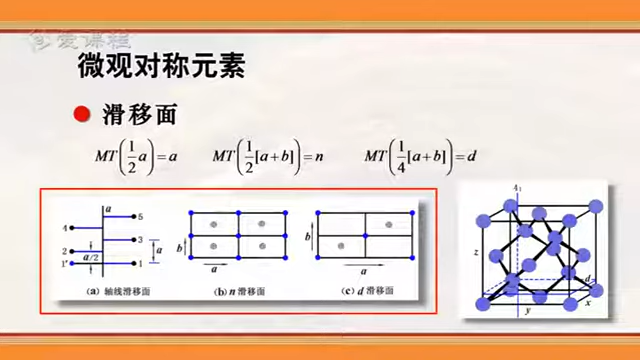 爱课程
微观对称元素
滑移面
MT(1/2 a)=a MT(1/2 [a+b])=n MT(1/4 [a+b])=d
a
5
4
3
2
a/2
a
1' 1
(a) 轴线滑移面
b
a
(b) n 滑移面
b
a
(c) d 滑移面
4₁
z
d
x
y